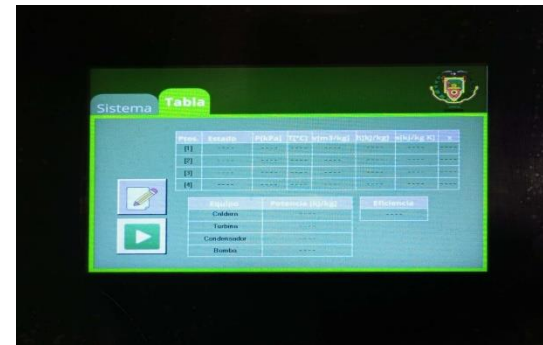 Sistema Tabla
Pros. Estado P[kPa] T[°C] v[m3/kg] h[kJ/kg] s[kJ/kg K] x
[1] ---- ---- ---- ---- ---- ---- ----
[2] ---- ---- ---- ---- ---- ---- ----
[3] ---- ---- ---- ---- ---- ---- ----
[4] ---- ---- ---- ---- ---- ---- ----
Equipo Potencia (kJ/kg) Eficiencia
Caldera ---- ----
Turbina ----
Condensador ----
Bomba ----